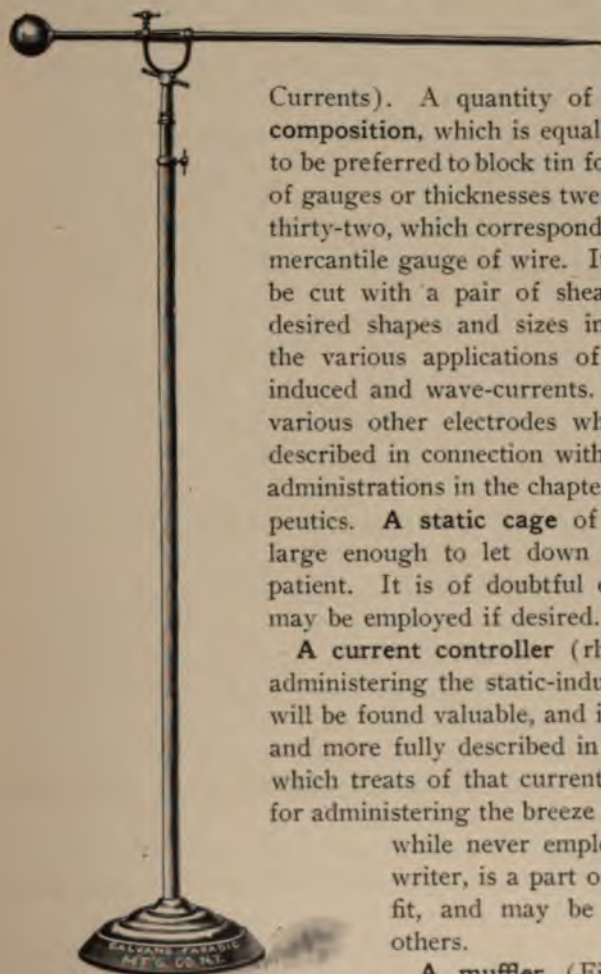 Currents). A quantity of
composition, which is equal
to be preferred to block tin fo
of gauges or thicknesses twe
thirty-two, which correspond
mercantile gauge of wire. I
be cut with a pair of shea
desired shapes and sizes in
the various applications of
induced and wave-currents.
various other electrodes wh
described in connection with
administrations in the chapte
peutics. A static cage of
large enough to let down
patient. It is of doubtful
may be employed if desired.
A current controller (rh
administering the static-indu
will be found valuable, and i
and more fully described in
which treats of that current
for administering the breeze
while never emplo
writer, is a part o
fit, and may be
others.
A muffler (F
GALVANO FARADIC
M'F'G CO. N.Y.